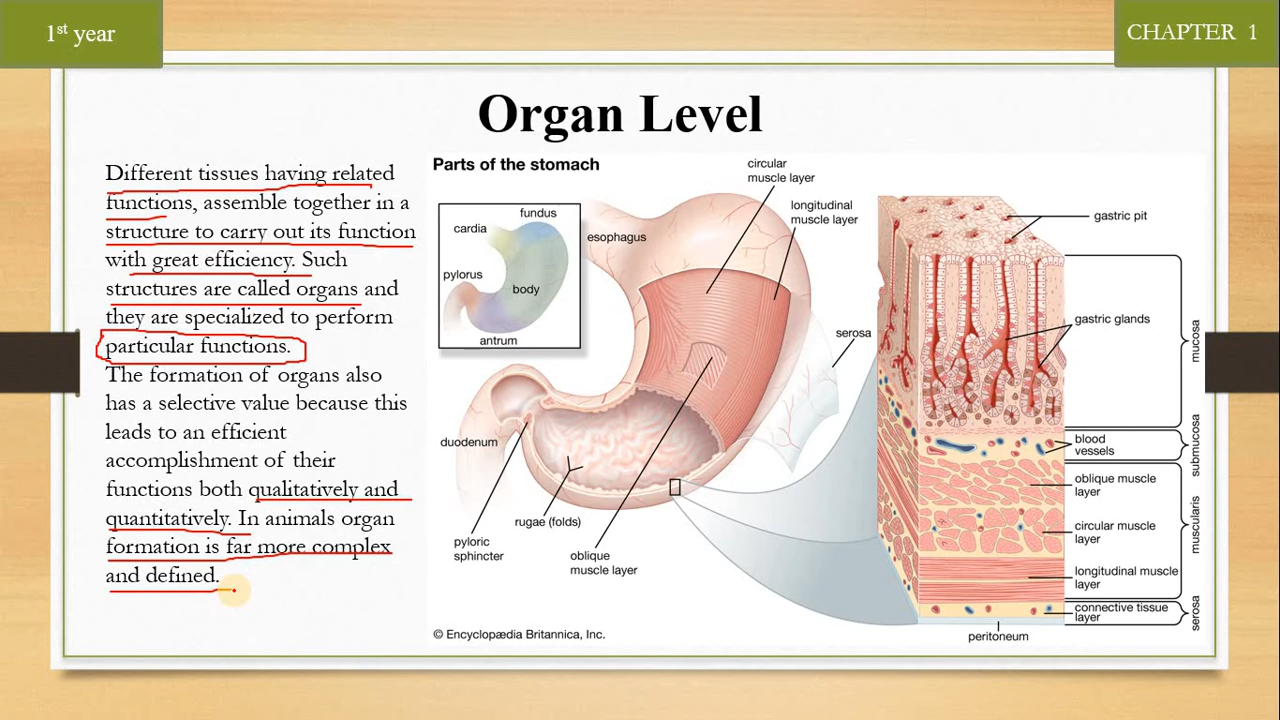 1st year
CHAPTER 1
Organ Level
Different tissues having related
functions, assemble together in a
structure to carry out its function
with great efficiency. Such
structures are called organs and
they are specialized to perform
particular functions.
The formation of organs also
has a selective value because this
leads to an efficient
accomplishment of their
functions both qualitatively and
quantitatively. In animals organ
formation is far more complex
and defined.
Parts of the stomach
fundus
cardia
pylorus
body
antrum
esophagus
circular
muscle layer
longitudinal
muscle layer
serosa
duodenum
rugae (folds)
pyloric
sphincter
oblique
muscle layer
gastric pit
gastric glands
mucosa
blood
vessels
submucosa
oblique muscle
layer
circular muscle
layer
longitudinal muscle
layer
muscularis
connective tissue
layer
serosa
peritoneum
© Encyclopædia Britannica, Inc.